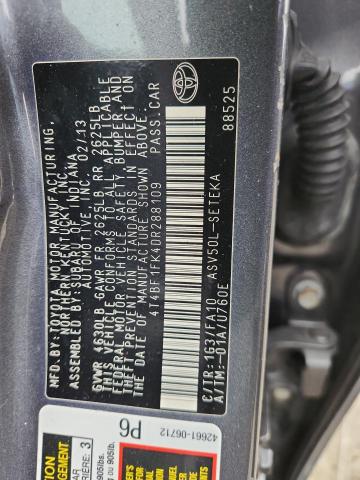 MFD. BY: TOYOTA MOTOR MANUFACTURING,
NORTHERN KENTUCKY, INC.
BY: SUBARU OF INDIANA
AUTOMOTIVE, INC. 02/13
GVWR 4630LB GAWR FR 2625LB RR 2625LB
THIS VEHICLE CONFORMS TO ALL APPLICABLE
FEDERAL MOTOR VEHICLE SAFETY, BUMPER, AND
THEFT PREVENTION STANDARDS IN EFFECT ON
THE DATE OF MANUFACTURE SHOWN ABOVE.
4T4BF1FK4DR288109 PASS.CAR
C/TR:1G3/FA10 ASV50L-SETEKA
A/TM:-01A/U760E
88525
TOYOTA
42661-06712
P6